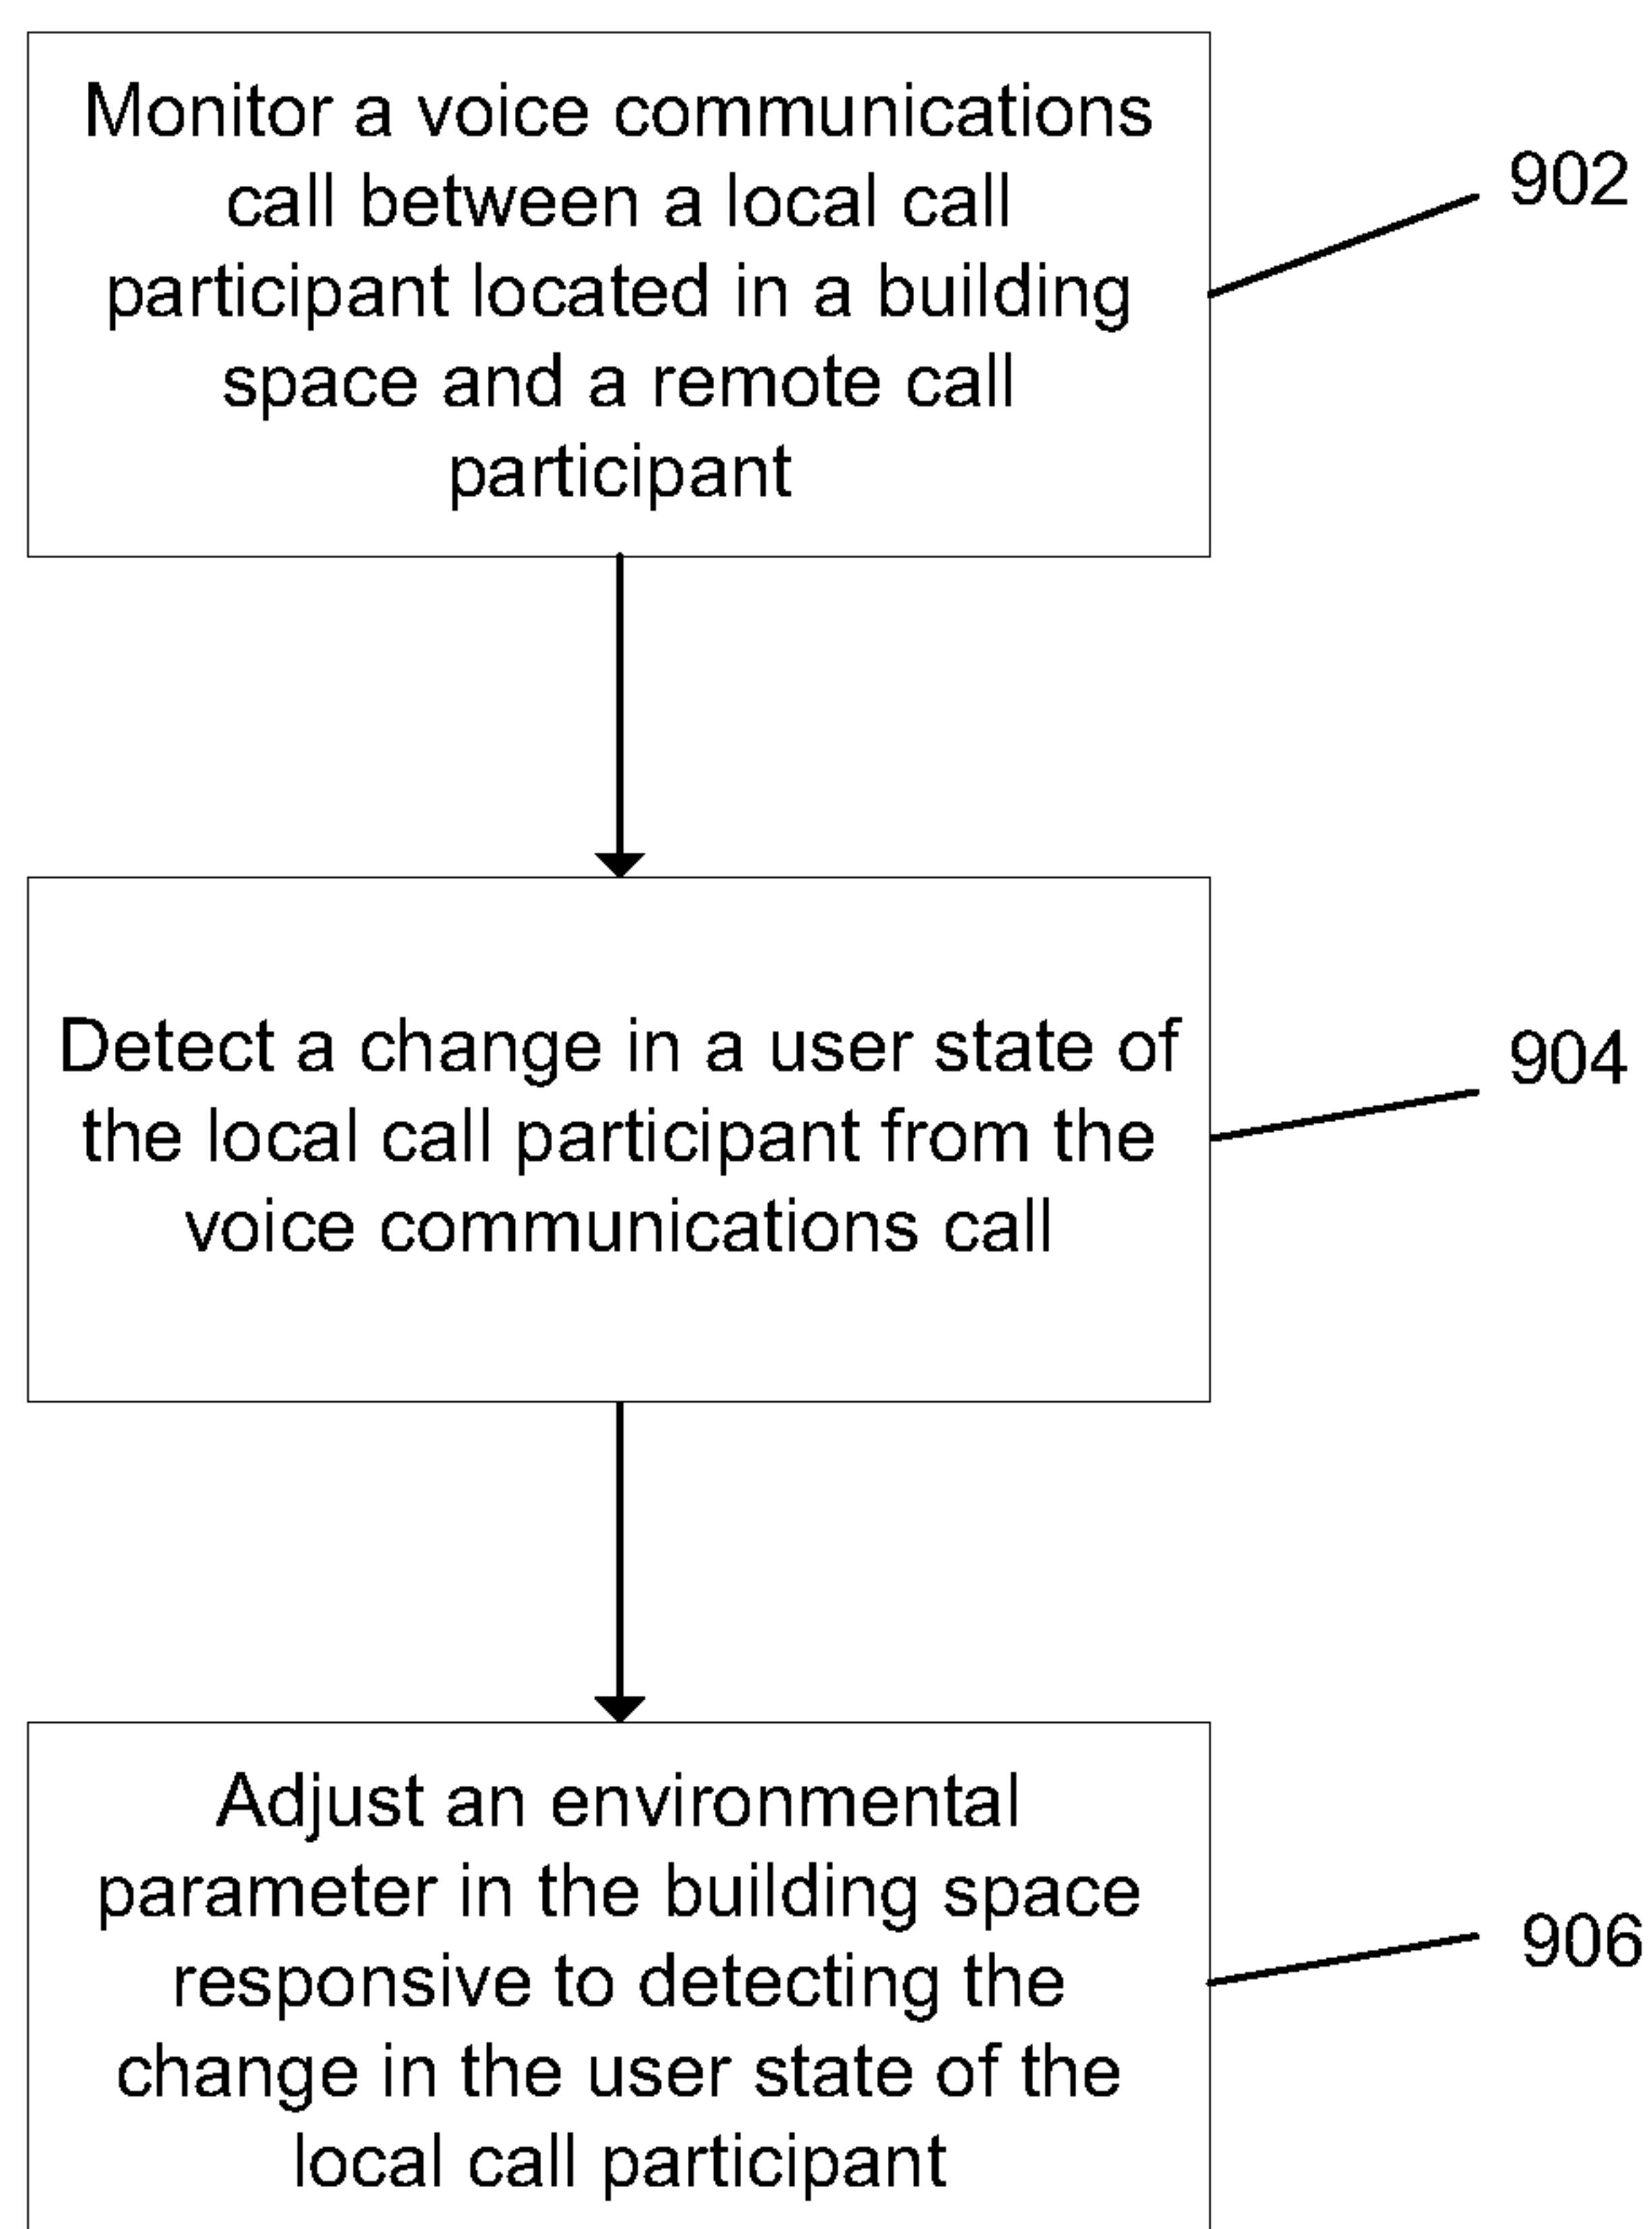 Monitor a voice communications
call between a local call
participant located in a building
space and a remote call
participant
902
Detect a change in a user state of
the local call participant from the
voice communications call
904
Adjust an environmental
parameter in the building space
responsive to detecting the
change in the user state of the
local call participant
906